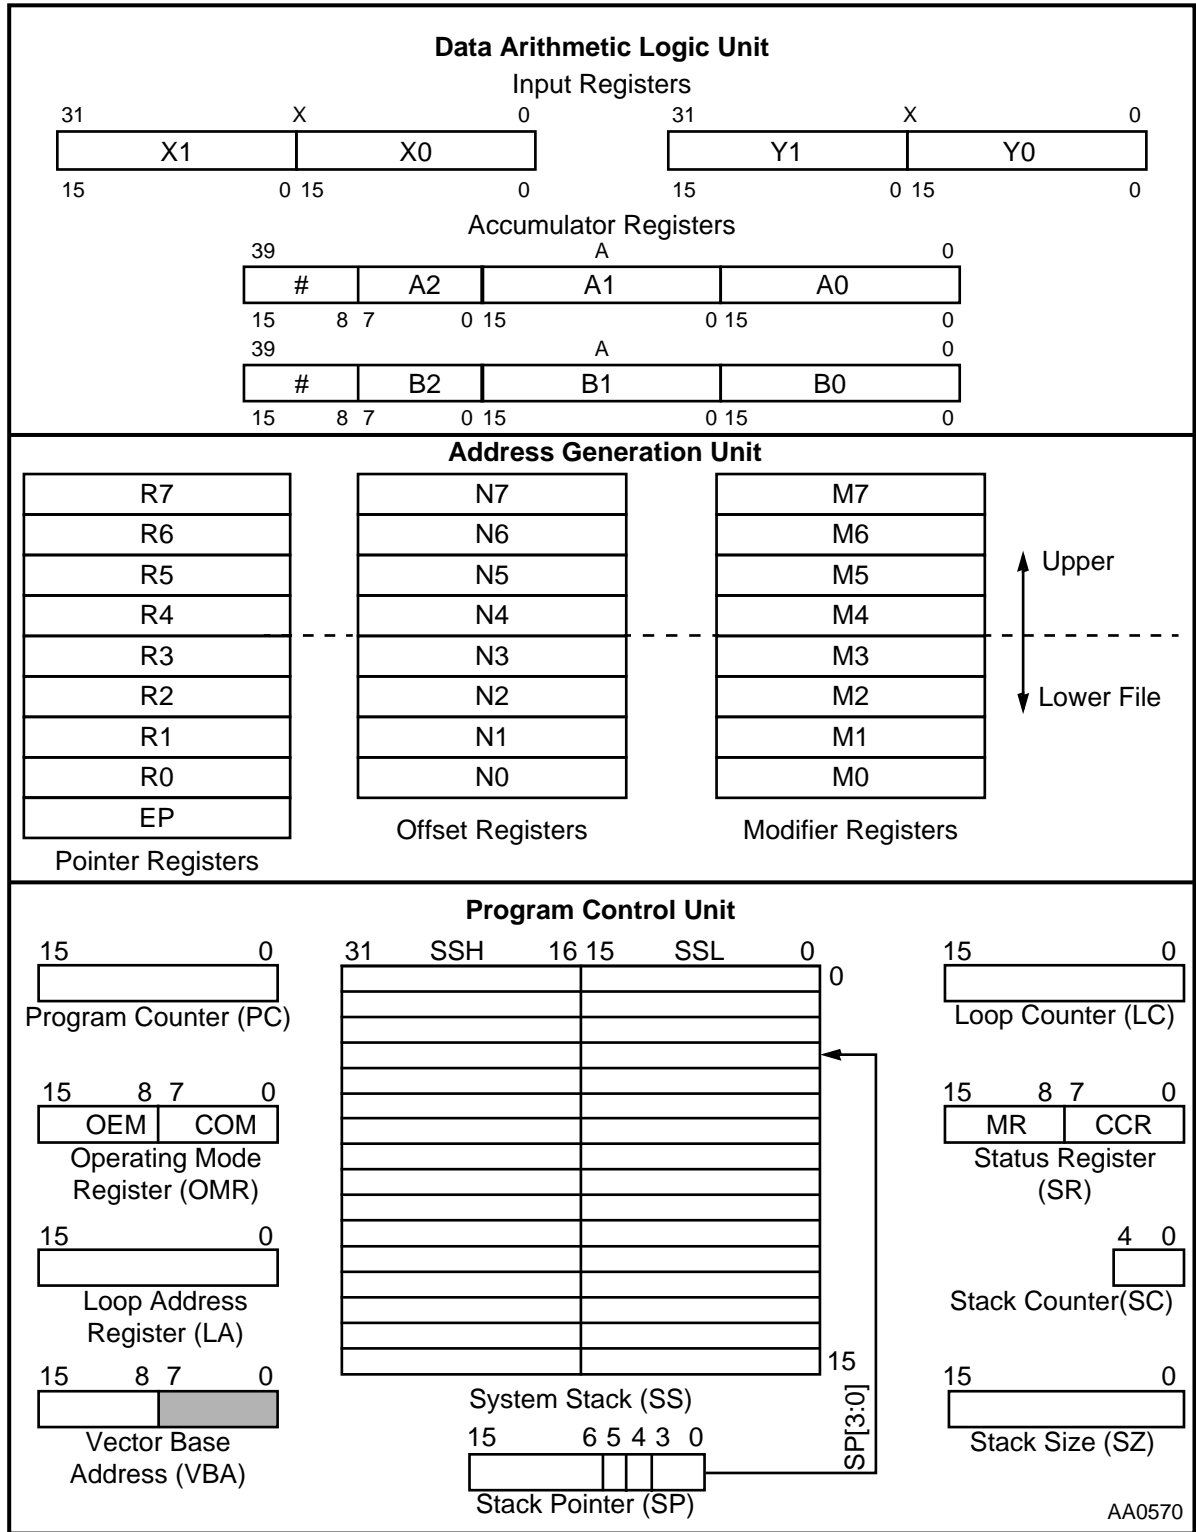 Data Arithmetic Logic Unit
Input Registers
31 X 0 31 X 0
X1 X0 Y1 Y0
15 0 15 0 15 0 15 0
Accumulator Registers
39 A 0
# A2 A1 A0
15 8 7 0 15 0 15 0
39 A 0
# B2 B1 B0
15 8 7 0 15 0 15 0
Address Generation Unit
R7 N7 M7
R6 N6 M6
R5 N5 M5
Upper
R4 N4 M4
R3 N3 M3
R2 N2 M2
Lower File
R1 N1 M1
R0 N0 M0
EP
Offset Registers Modifier Registers
Pointer Registers
Program Control Unit
15 0
Program Counter (PC)
15 8 7 0
OEM COM
Operating Mode
Register (OMR)
15 0
Loop Address
Register (LA)
15 8 7 0
Vector Base
Address (VBA)
31 SSH 16 15 SSL 0
0
15
System Stack (SS)
15 6 5 4 3 0
Stack Pointer (SP)
SP[3:0]
15 0
Loop Counter (LC)
15 8 7 0
MR CCR
Status Register
(SR)
4 0
Stack Counter(SC)
15 0
Stack Size (SZ)
AA0570